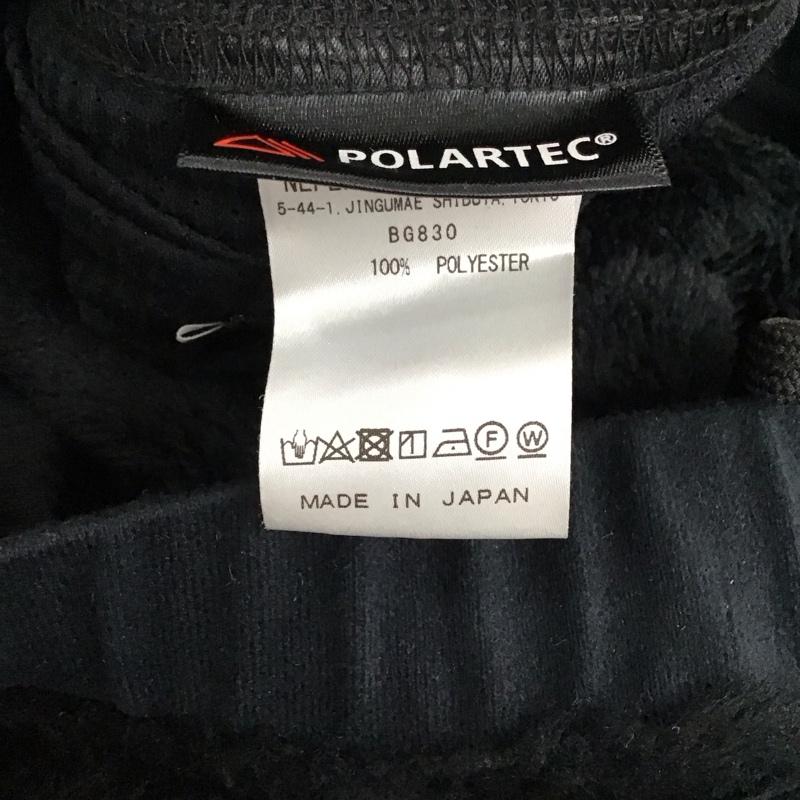 POLARTEC®
5-44-1, JINGUMAE SHIBUYA, TOKYO
BG830
100% POLYESTER
F W
MADE IN JAPAN